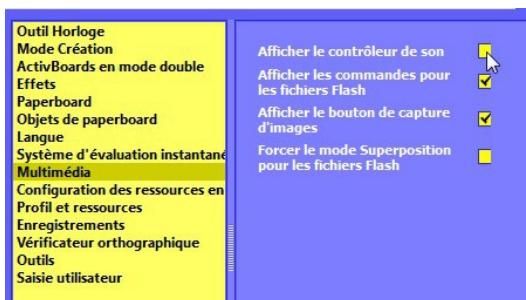 Outil Horloge
Mode Création
ActivBoards en mode double
Effets
Paperboard
Objets de paperboard
Langue
Système d'évaluation instantané
Multimédia
Configuration des ressources en
Profil et ressources
Enregistrements
Vérificateur orthographique
Outils
Saisie utilisateur
Afficher le contrôleur de son
Afficher les commandes pour
les fichiers Flash
Afficher le bouton de capture
d'images
Forcer le mode Superposition
pour les fichiers Flash